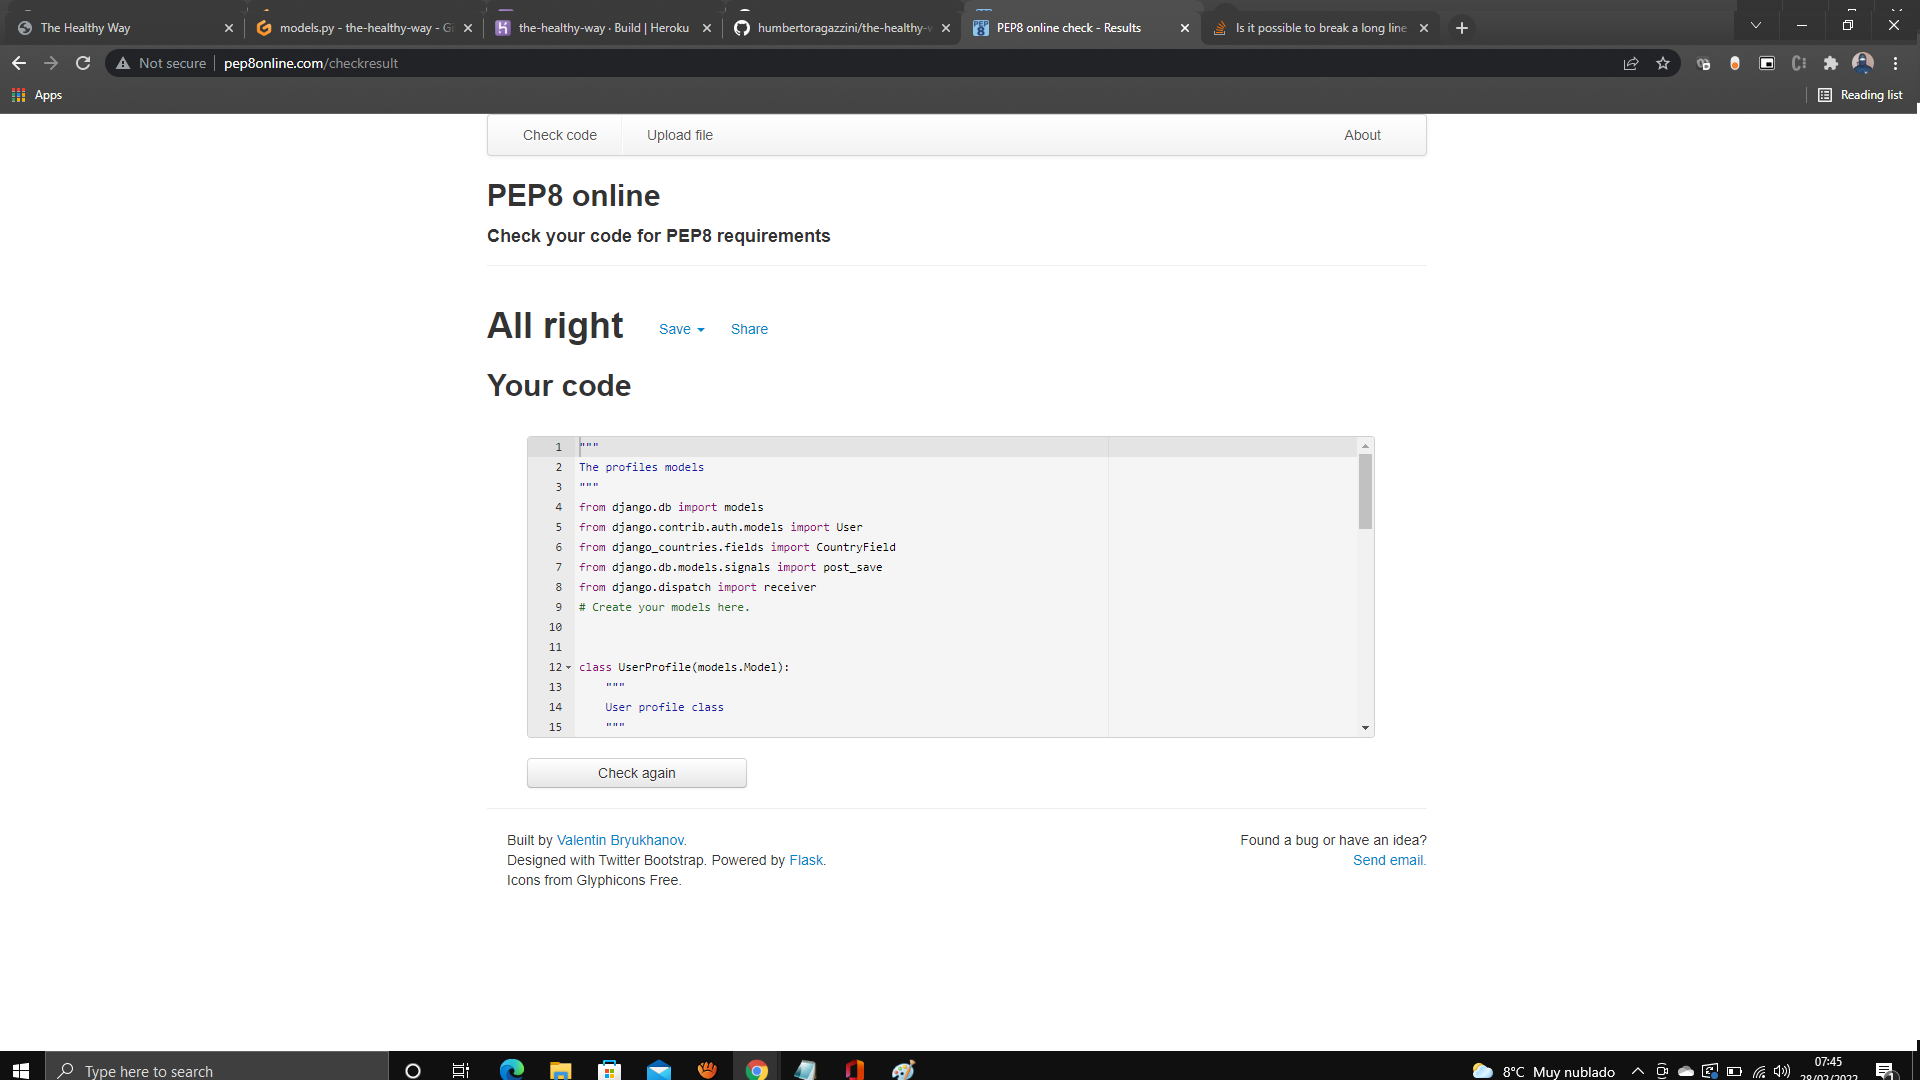 The Healthy Way
models.py - the-healthy-way - G
the-healthy-way · Build | Heroku
humbertoragazzini/the-healthy-w
PEP8 online check - Results
Is it possible to break a long line
Not secure | pep8online.com/checkresult
Apps
Reading list
Check code
Upload file
About
PEP8 online
Check your code for PEP8 requirements
All right
Save
Share
Your code
1 """
2 The profiles models
3 """
4 from django.db import models
5 from django.contrib.auth.models import User
6 from django_countries.fields import CountryField
7 from django.db.models.signals import post_save
8 from django.dispatch import receiver
9 # Create your models here.
10
11
12 class UserProfile(models.Model):
13 """
14 User profile class
15 """
Check again
Built by Valentin Bryukhanov.
Designed with Twitter Bootstrap. Powered by Flask.
Icons from Glyphicons Free.
Found a bug or have an idea?
Send email.
Type here to search
8°C Muy nublado
07:45
28/02/2022